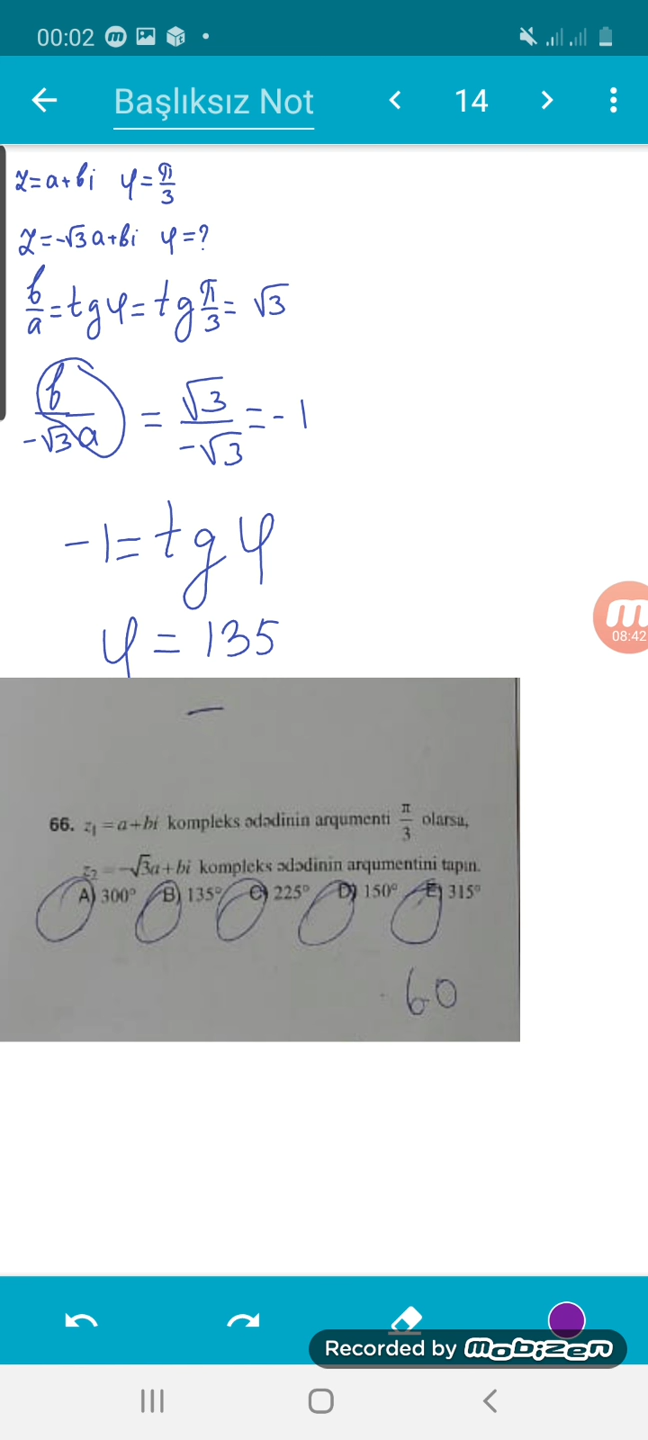 00:02
Başlıksız Not
14
z=a+bi φ=π/3
z=-√3a+bi φ=?
b/a=tgφ=tgπ/3=√3
b/-√3a=√3/-√3=-1
-1=tgφ
φ=135
08:42
66. z₁=a+bi kompleks ədədinin arqumenti π/3 olarsa,
z₂=-√3a+bi kompleks ədədinin arqumentini tapın.
A) 300° B) 135° C) 225° D) 150° E) 315°
60
Recorded by mobizen